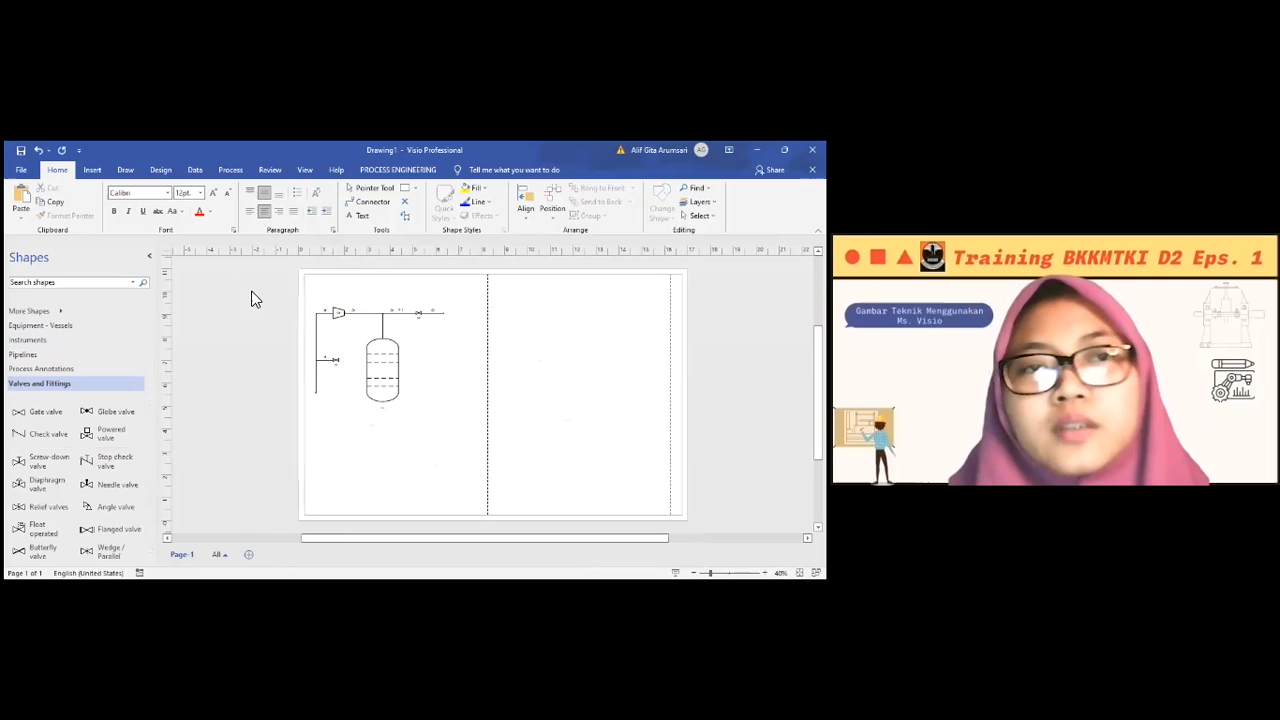 Drawing1 - Visio Professional
Alif Gita Arumsari
AG
File Home Insert Draw Design Process Data Process Review View Help PROCESS ENGINEERING Tell me what you want to do Share
Cut
Copy
Format Painter
Paste
Clipboard
Calibri 12pt.
B I U abc Aa A
Font
Paragraph
Pointer Tool
Connector
Text
Tools
Quick Styles
Fill
Line
Effects
Shape Styles
Align Position
Bring to Front
Send to Back
Group
Arrange
Change Shape
Find
Layers
Select
Editing
Shapes
Search shapes
More Shapes
Equipment - Vessels
Instruments
Pipelines
Process Annotations
Valves and Fittings
Gate valve Globe valve
Check valve Powered valve
Screw-down valve Stop check valve
Diaphragm valve Needle valve
Relief valves Angle valve
Float operated Flanged valve
Butterfly valve Wedge / Parallel
Page-1 All
Page 1 of 1 English (United States) 40%
Training BKKMTKI D2 Eps. 1
Gambar Teknik Menggunakan
Ms. Visio